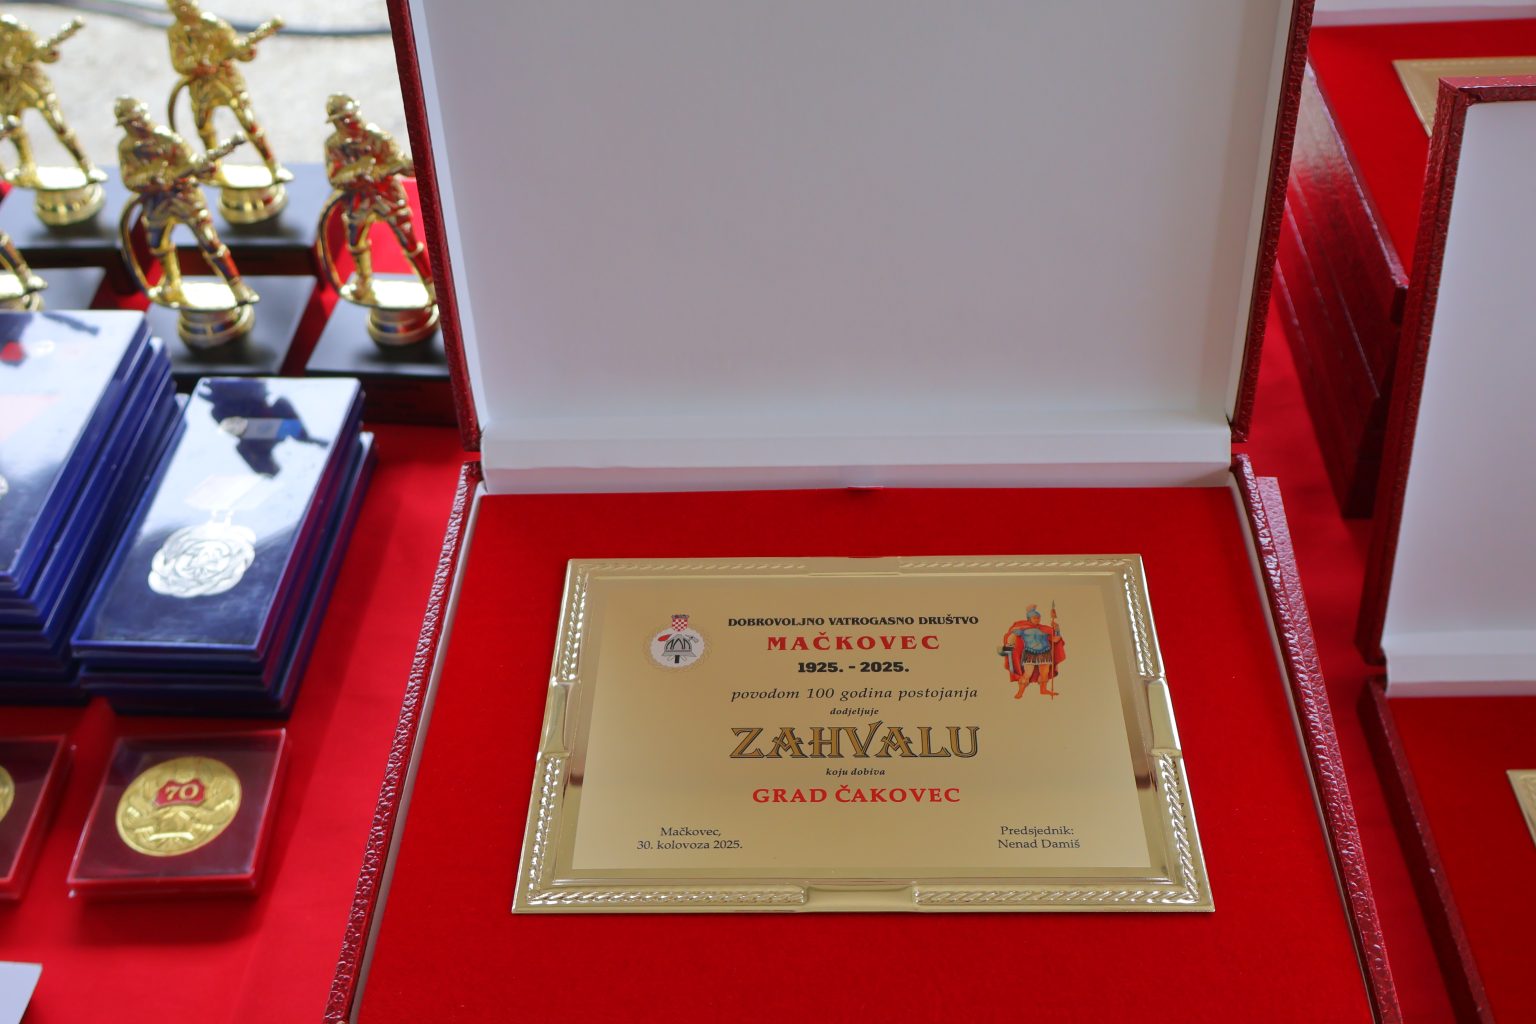 DOBROVOLJNO VATROGASNO DRUŠTVO
MAČKOVEC
1925. - 2025.
povodom 100 godina postojanja
dodjeljuje
ZAHVALU
koju dobiva
GRAD ČAKOVEC
Mačkovec,
30. kolovoza 2025.
Predsjednik:
Nenad Damiš
70